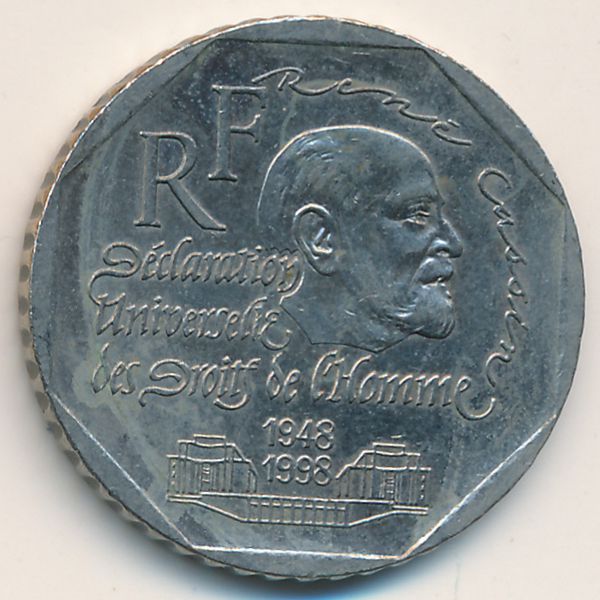 RF
René Cassin
Déclaration
Universelle
des Droits de l'Homme
1948
1998